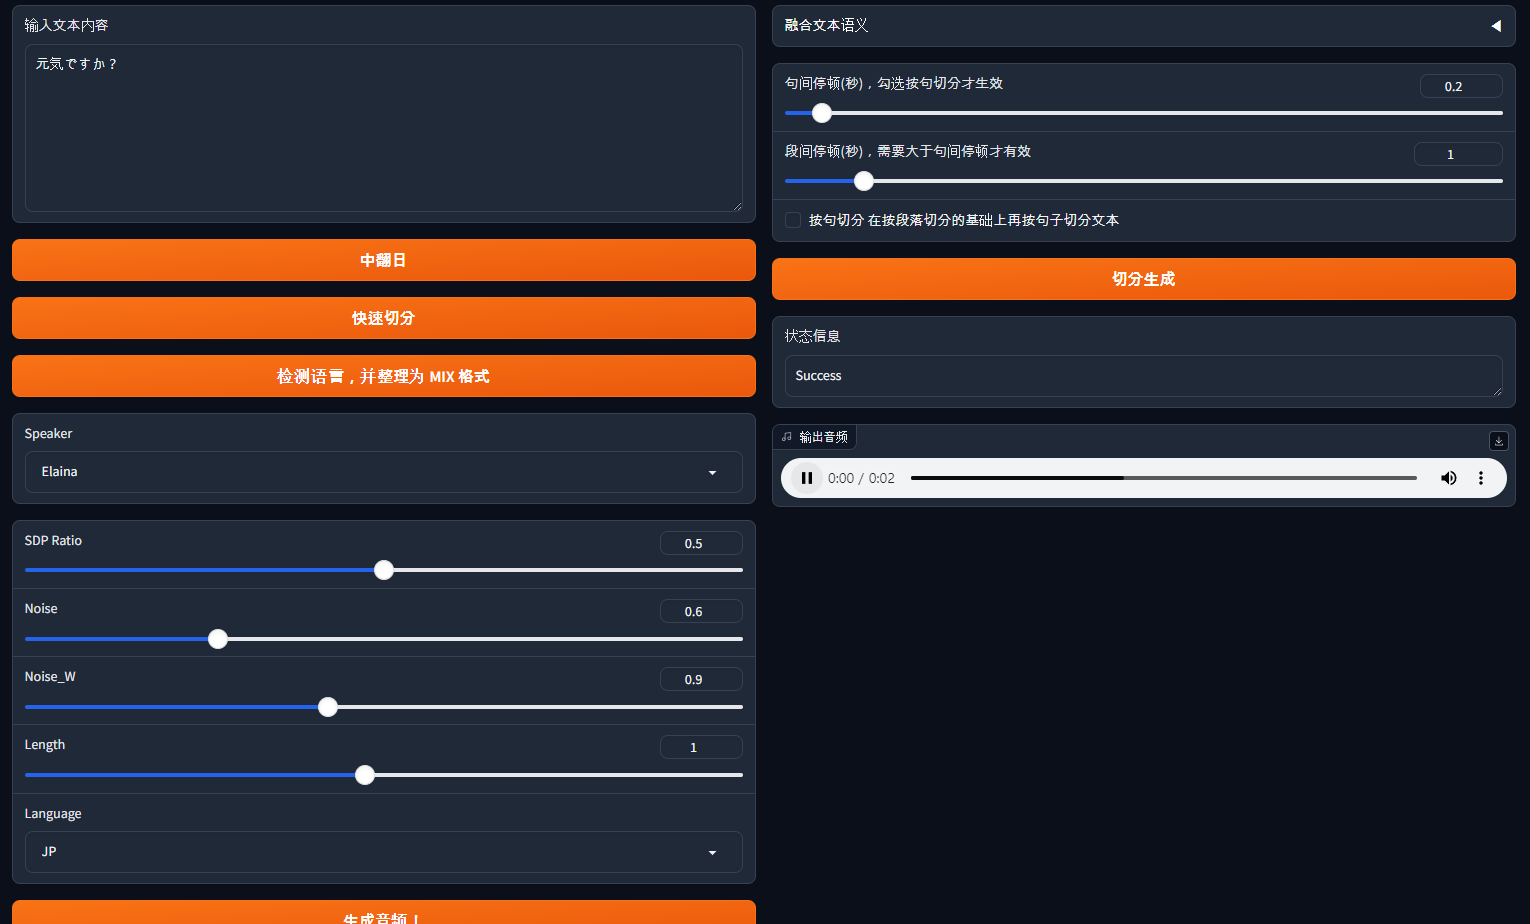 输入文本内容
元気ですか？
中翻日
快速切分
检测语言，并整理为 MIX 格式
Speaker
Elaina
SDP Ratio
0.5
Noise
0.6
Noise_W
0.9
Length
1
Language
JP
生成音频！
融合文本语义
句间停顿(秒)，勾选按句切分才生效
0.2
段间停顿(秒)，需要大于句间停顿才有效
1
按句切分 在按段落切分的基础上再按句子切分文本
切分生成
状态信息
Success
输出音频
0:00 / 0:02